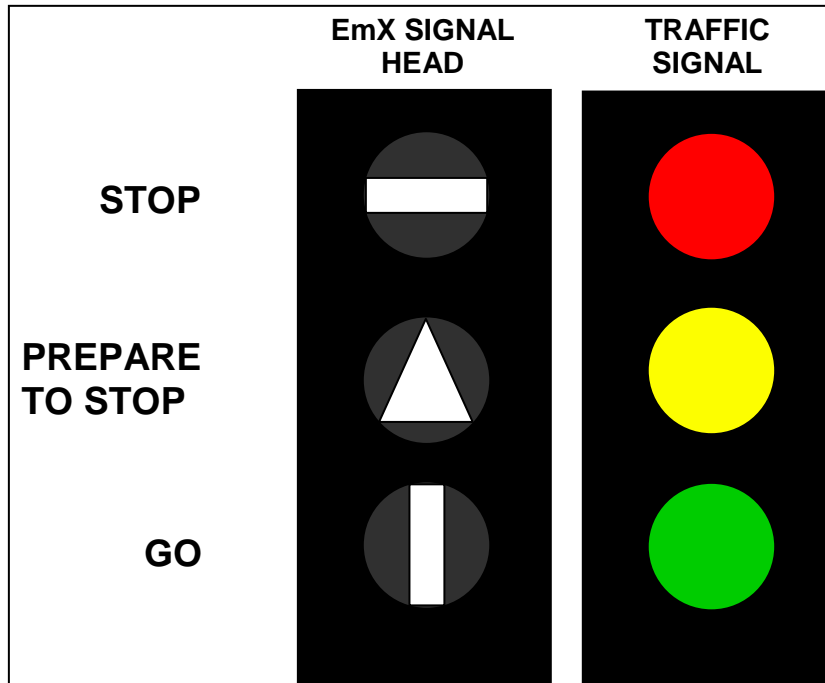 EmX SIGNAL
HEAD
TRAFFIC
SIGNAL
STOP
PREPARE
TO STOP
GO